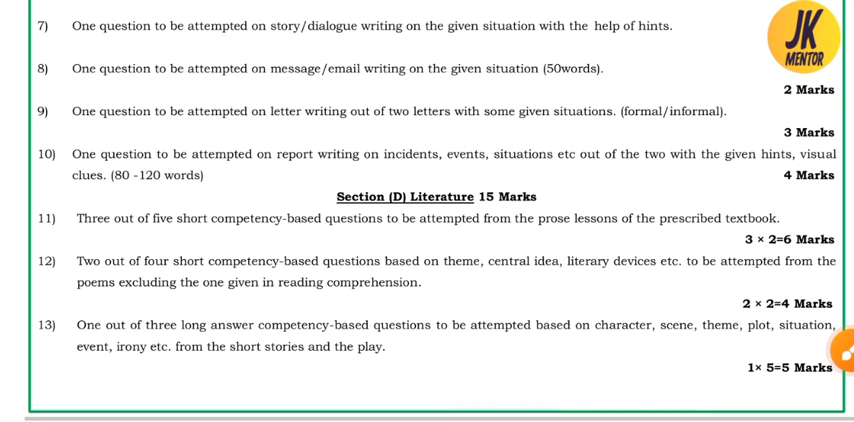 7) One question to be attempted on story/dialogue writing on the given situation with the help of hints.
JK
MENTOR
8) One question to be attempted on message/email writing on the given situation (50words).
2 Marks
9) One question to be attempted on letter writing out of two letters with some given situations. (formal/informal).
3 Marks
10) One question to be attempted on report writing on incidents, events, situations etc out of the two with the given hints, visual
clues. (80 -120 words) 4 Marks
Section (D) Literature 15 Marks
11) Three out of five short competency-based questions to be attempted from the prose lessons of the prescribed textbook.
3 × 2=6 Marks
12) Two out of four short competency-based questions based on theme, central idea, literary devices etc. to be attempted from the
poems excluding the one given in reading comprehension.
2 × 2=4 Marks
13) One out of three long answer competency-based questions to be attempted based on character, scene, theme, plot, situation,
event, irony etc. from the short stories and the play.
1× 5=5 Marks